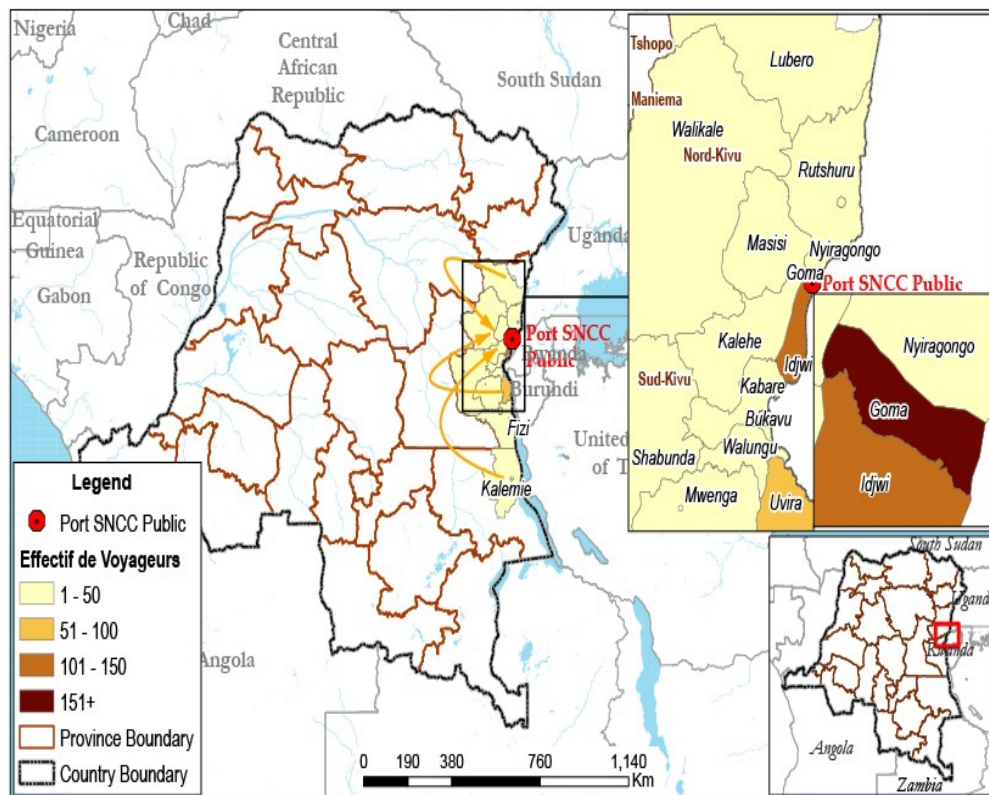 Nigeria
Chad
Central
African
Republic
South Sudan
Cameroon
Equatorial
Guinea
Republic
of Congo
Gabon
Uganda
Port SNCC
Public
Rwanda
Burundi
United
of T
Fizi
Kalemie
Angola
Tshopo
Maniema
Lubero
Walikale
Nord-Kivu
Rutshuru
Masisi
Nyiragongo
Goma
Port SNCC Public
Kalehe
Idjwi
Sud-Kivu
Kabare
Bukavu
Walungu
Shabunda
Mwenga
Uvira
Nyiragongo
Goma
Idjwi
Legend
Port SNCC Public
Effectif de Voyageurs
1 - 50
51 - 100
101 - 150
151+
Province Boundary
Country Boundary
0 190 380 760 1,140
Km
South Sudan
Ugand
Rwanda
Angola
Zambia